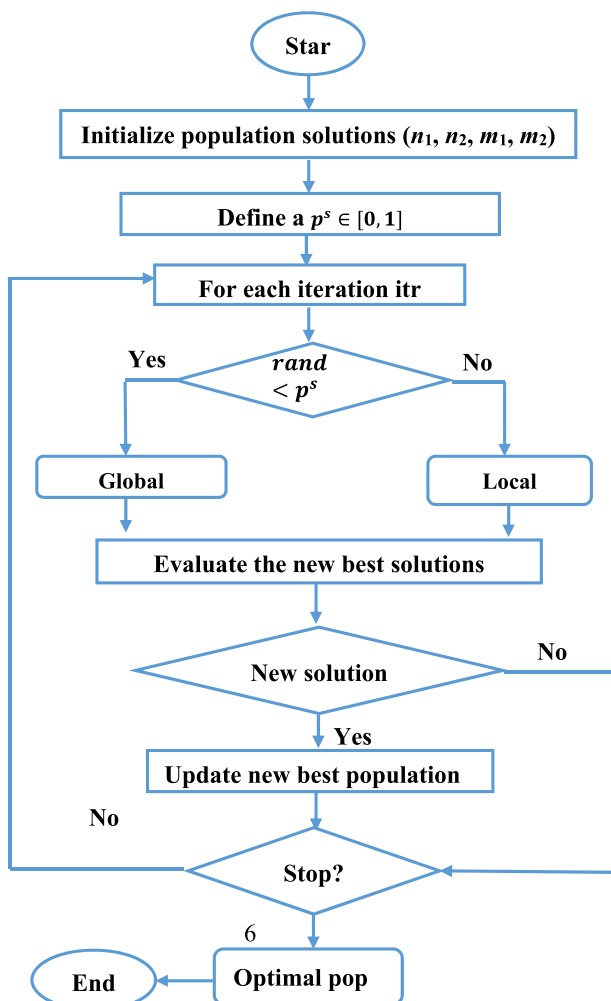 Star
Initialize population solutions (n₁, n₂, m₁, m₂)
Define a pˢ ∈ [0, 1]
For each iteration itr
Yes
rand
< pˢ
No
Global
Local
Evaluate the new best solutions
New solution
No
Yes
Update new best population
No
Stop?
6
Optimal pop
End